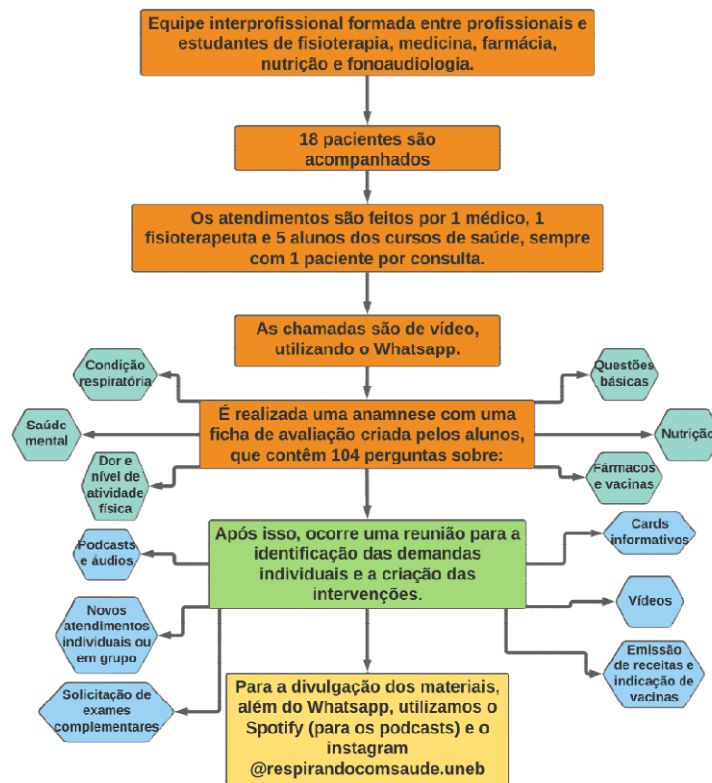 Equipe interprofissional formada entre profissionais e
estudantes de fisioterapia, medicina, farmácia,
nutrição e fonoaudiologia.
18 pacientes são
acompanhados
Os atendimentos são feitos por 1 médico, 1
fisioterapeuta e 5 alunos dos cursos de saúde, sempre
com 1 paciente por consulta.
As chamadas são de vídeo,
utilizando o Whatsapp.
Condição
respiratória
Questões
básicas
É realizada uma anamnese com uma
ficha de avaliação criada pelos alunos,
que contêm 104 perguntas sobre:
Saúde
mental
Nutrição
Dor e
nível de
atividade
física
Fármacos
e vacinas
Após isso, ocorre uma reunião para a
identificação das demandas
individuais e a criação das
intervenções.
Podcasts
e áudios
Cards
informativos
Novos
atendimentos
individuais ou
em grupo
Vídeos
Solicitação de
exames
complementares
Emissão
de receitas e
indicação de
vacinas
Para a divulgação dos materiais,
além do Whatsapp, utilizamos o
Spotify (para os podcasts) e o
instagram
@respirandocomsaude.uneb